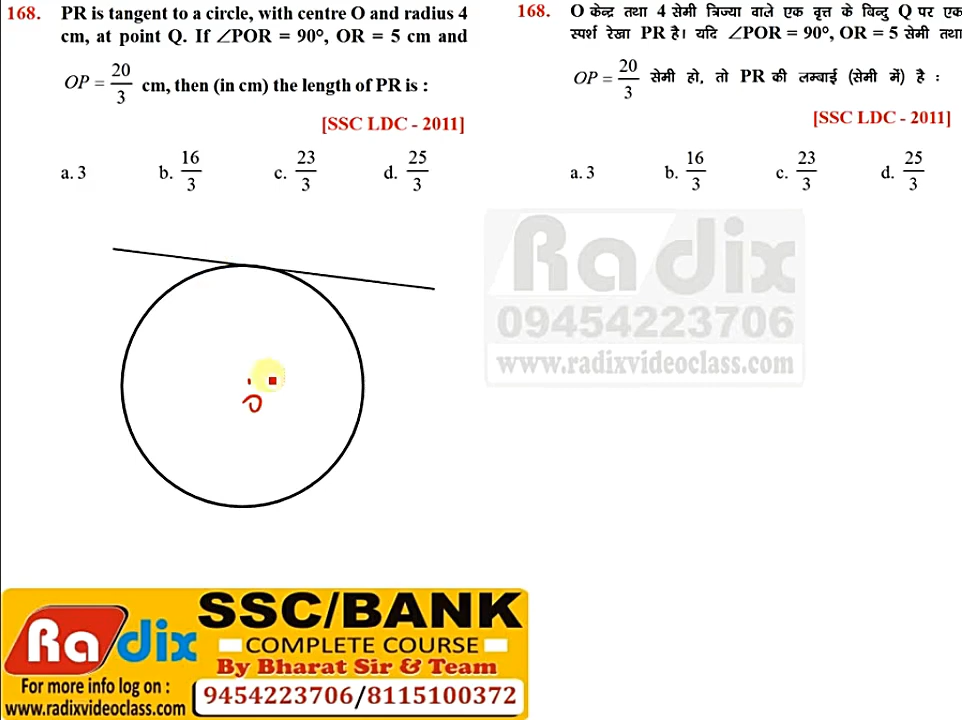 168. PR is tangent to a circle, with centre O and radius 4
cm, at point Q. If ∠POR = 90°, OR = 5 cm and
OP = 20/3 cm, then (in cm) the length of PR is :
[SSC LDC - 2011]
a. 3 b. 16/3 c. 23/3 d. 25/3
168. O केन्द्र तथा 4 सेमी त्रिज्या वाले एक वृत्त के बिन्दु Q पर एक
स्पर्श रेखा PR है। यदि ∠POR = 90°, OR = 5 सेमी तथा
OP = 20/3 सेमी हो, तो PR की लम्बाई (सेमी में) है :
[SSC LDC - 2011]
a. 3 b. 16/3 c. 23/3 d. 25/3
Radix
09454223706
www.radixvideoclass.com
O
Radix
For more info log on :
www.radixvideoclass.com
SSC/BANK
COMPLETE COURSE
By Bharat Sir & Team
9454223706/8115100372